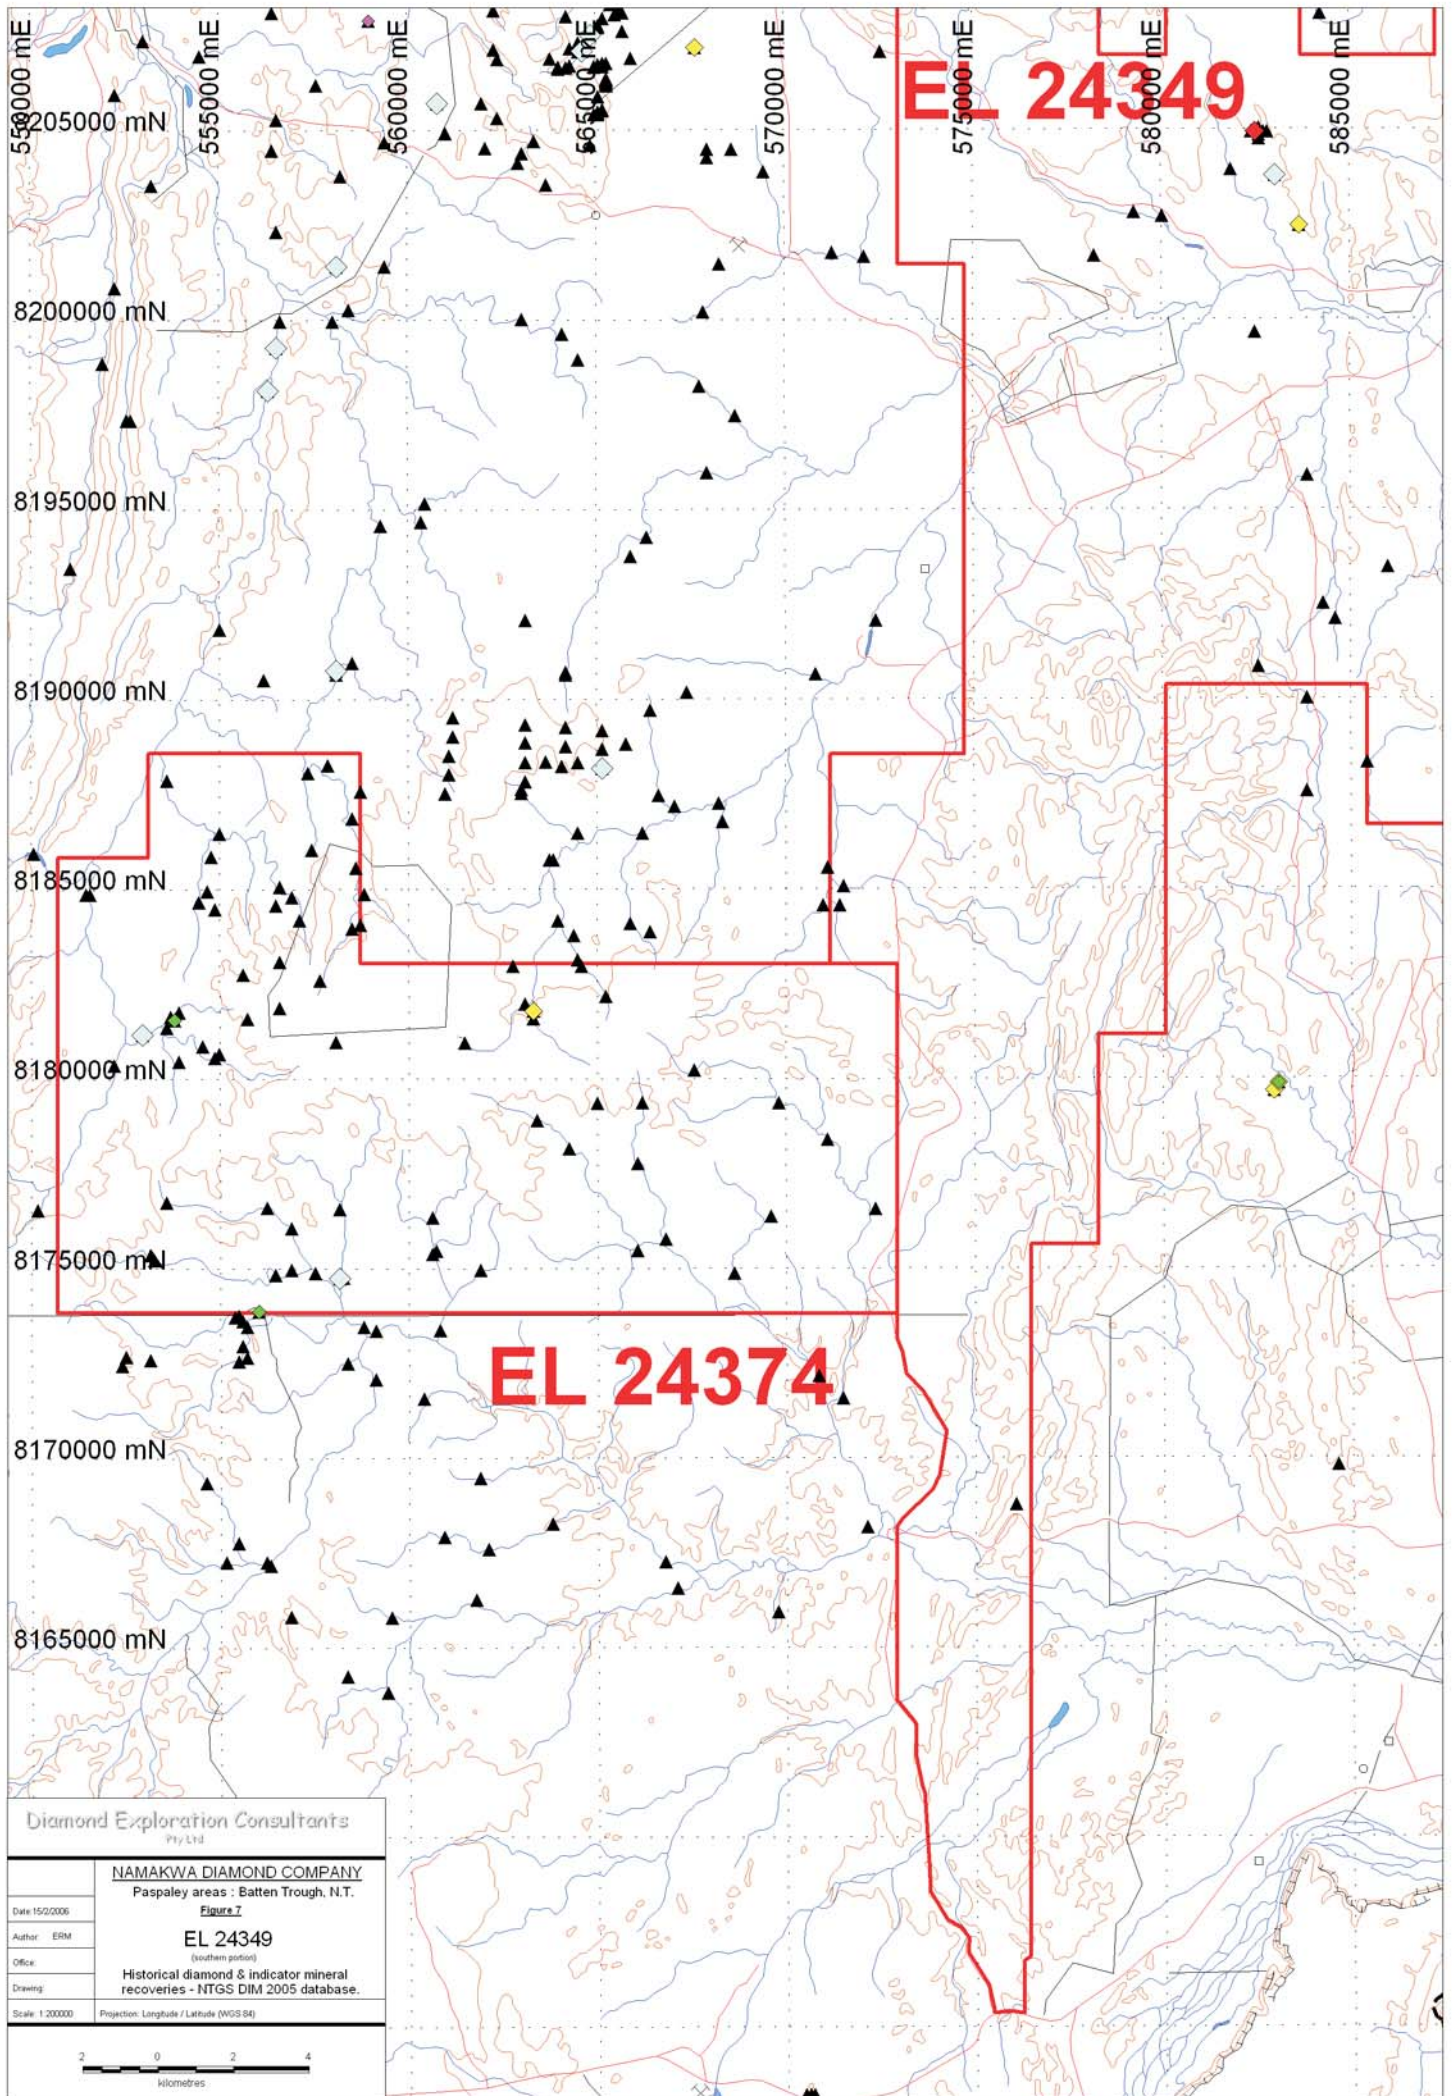 550000 mE
555000 mE
560000 mE
565000 mE
570000 mE
575000 mE
580000 mE
585000 mE
EL 24349
8205000 mN
8200000 mN
8195000 mN
8190000 mN
8185000 mN
8180000 mN
8175000 mN
EL 24374
8170000 mN
8165000 mN
Diamond Exploration Consultants
Pty Ltd
NAMAKWA DIAMOND COMPANY
Paspaley areas : Batten Trough, N.T.
Figure 7
Date:15/2/2006
Author: ERM
EL 24349
(southern portion)
Office:
Historical diamond & indicator mineral
recoveries - NTGS DIM 2005 database.
Drawing:
Scale: 1:200000
Projection: Longitude / Latitude (WGS 84)
2 0 2 4
kilometres